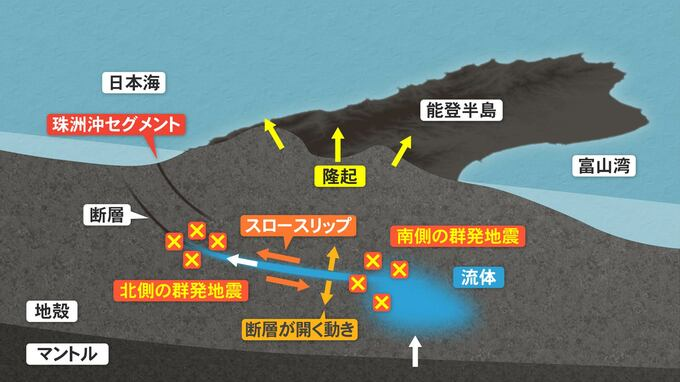 日本海
能登半島
珠洲沖セグメント
富山湾
隆起
断層
スロースリップ
南側の群発地震
流体
北側の群発地震
地殻
断層が開く動き
マントル